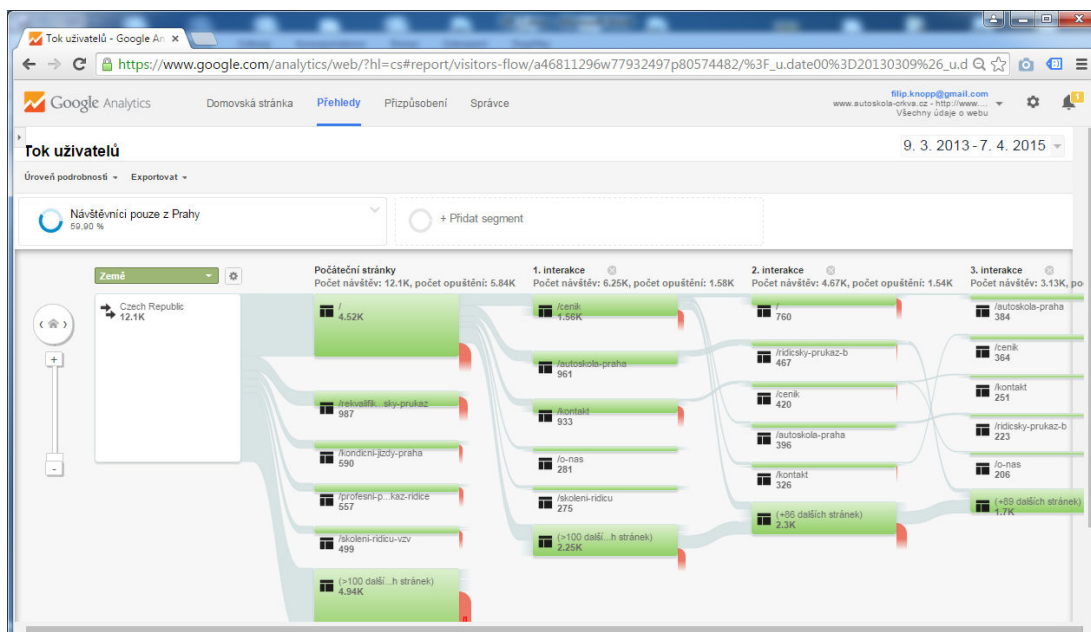 Tok uživatelů - Google An
https://www.google.com/analytics/web/?hl=cs#report/visitors-flow/a46811296w77932497p80574482/%3F_u.date00%3D20130309%26_u.d
Google Analytics
Domovská stránka
Přehledy
Přizpůsobení
Správce
filip.knopp@gmail.com
www.autoskola-orkva.cz - http://www....
Všechny údaje o webu
1
Tok uživatelů
9. 3. 2013 - 7. 4. 2015
Úroveň podrobnosti
Exportovat
Návštěvníci pouze z Prahy
59.90 %
+ Přidat segment
Země
Czech Republic
12.1K
Počáteční stránky
Počet návštěv: 12.1K, počet opuštění: 5.84K
/
4.52K
/rekvalifik...sky-prukaz
987
/kondicni-jizdy-praha
590
/profesni-p...kaz-ridice
557
/skoleni-ridicu-vzv
499
(>100 další...h stránek)
4.94K
1. interakce
Počet návštěv: 6.25K, počet opuštění: 1.58K
/cenik
1.56K
/autoskola-praha
961
/kontakt
933
/o-nas
281
/skoleni-ridicu
275
(>100 další...h stránek)
2.25K
2. interakce
Počet návštěv: 4.67K, počet opuštění: 1.54K
/
760
/ridicsky-prukaz-b
467
/cenik
420
/autoskola-praha
396
/kontakt
326
(+86 dalších stránek)
2.3K
3. interakce
Počet návštěv: 3.13K, po
/autoskola-praha
384
/cenik
364
/kontakt
251
/ridicsky-prukaz-b
223
/o-nas
206
(+69 dalších stránek)
1.7K